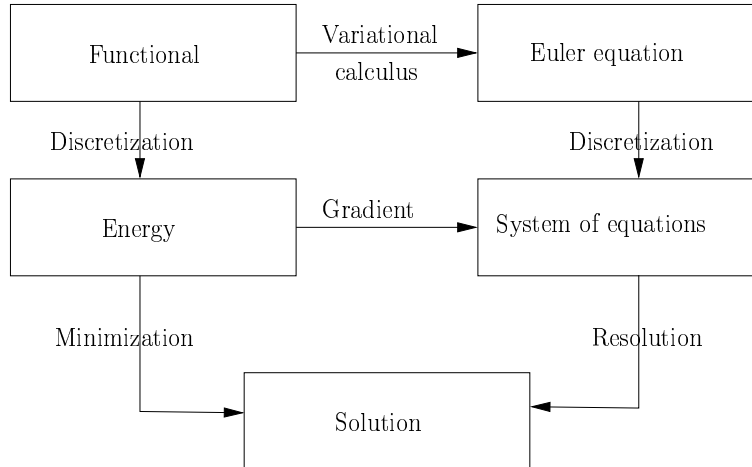 Functional
Variational
calculus
Euler equation
Discretization
Discretization
Energy
Gradient
System of equations
Minimization
Resolution
Solution